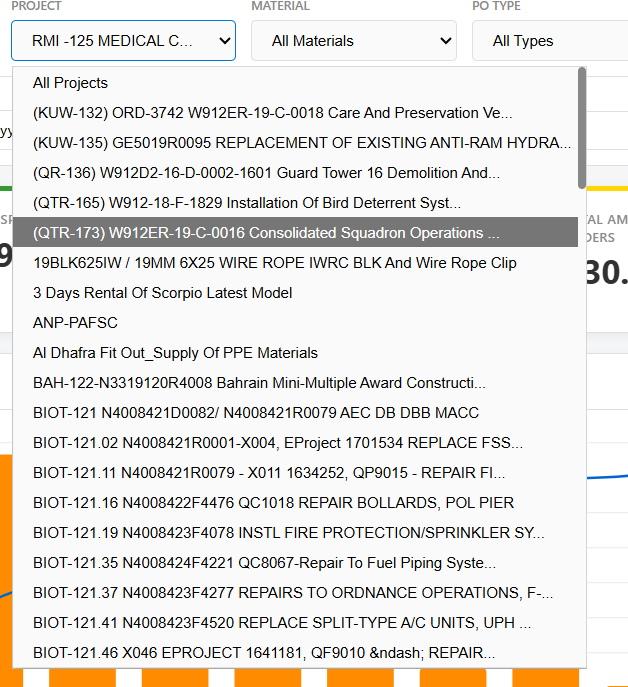 PROJECT MATERIAL PO TYPE
RMI -125 MEDICAL C... All Materials All Types
All Projects
(KUW-132) ORD-3742 W912ER-19-C-0018 Care And Preservation Ve...
(KUW-135) GE5019R0095 REPLACEMENT OF EXISTING ANTI-RAM HYDRA...
(QR-136) W912D2-16-D-0002-1601 Guard Tower 16 Demolition And...
(QTR-165) W912-18-F-1829 Installation Of Bird Deterrent Syst...
(QTR-173) W912ER-19-C-0016 Consolidated Squadron Operations ...
19BLK625IW / 19MM 6X25 WIRE ROPE IWRC BLK And Wire Rope Clip
3 Days Rental Of Scorpio Latest Model
ANP-PAFSC
Al Dhafra Fit Out_Supply Of PPE Materials
BAH-122-N3319120R4008 Bahrain Mini-Multiple Award Constructi...
BIOT-121 N4008421D0082/ N4008421R0079 AEC DB DBB MACC
BIOT-121.02 N4008421R0001-X004, EProject 1701534 REPLACE FSS...
BIOT-121.11 N4008421R0079 - X011 1634252, QP9015 - REPAIR FI...
BIOT-121.16 N4008422F4476 QC1018 REPAIR BOLLARDS, POL PIER
BIOT-121.19 N4008423F4078 INSTL FIRE PROTECTION/SPRINKLER SY...
BIOT-121.35 N4008424F4221 QC8067-Repair To Fuel Piping Syste...
BIOT-121.37 N4008423F4277 REPAIRS TO ORDNANCE OPERATIONS, F-...
BIOT-121.41 N4008423F4520 REPLACE SPLIT-TYPE A/C UNITS, UPH ...
BIOT-121.46 X046 EPROJECT 1641181, QF9010 &ndash; REPAIR...
yy
SP
9
AL AM
DERS
30.